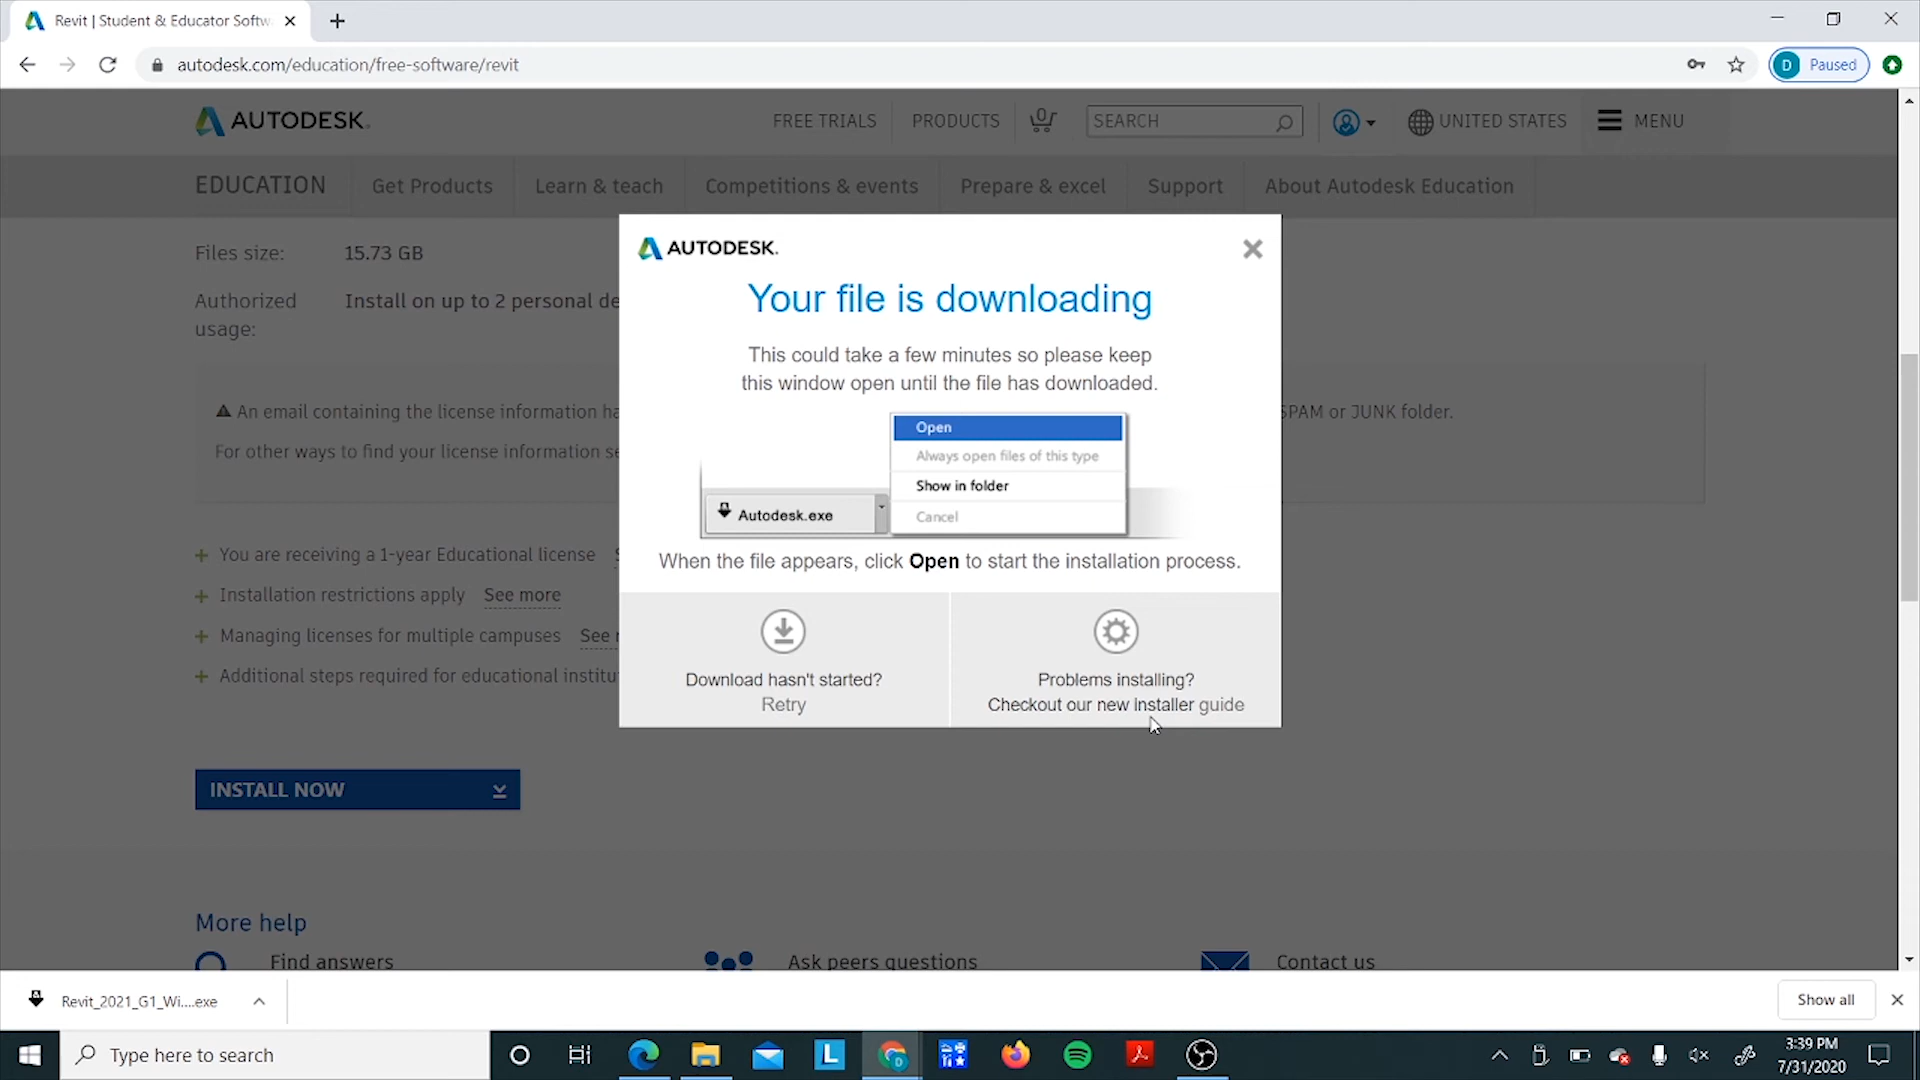 Revit | Student & Educator Softw
autodesk.com/education/free-software/revit
D Paused
AUTODESK.
FREE TRIALS
PRODUCTS
0
SEARCH
UNITED STATES
MENU
EDUCATION
Get Products
Learn & teach
Competitions & events
Prepare & excel
Support
About Autodesk Education
Files size: 15.73 GB
Authorized usage:
Install on up to 2 personal de
An email containing the license information ha
SPAM or JUNK folder.
For other ways to find your license information se
+ You are receiving a 1-year Educational license
+ Installation restrictions apply See more
+ Managing licenses for multiple campuses See
+ Additional steps required for educational institu
INSTALL NOW
AUTODESK.
Your file is downloading
This could take a few minutes so please keep
this window open until the file has downloaded.
Open
Always open files of this type
Show in folder
Cancel
Autodesk.exe
When the file appears, click Open to start the installation process.
Download hasn't started?
Retry
Problems installing?
Checkout our new installer guide
More help
Find answers
Ask peers questions
Contact us
Revit_2021_G1_Wi....exe
Show all
Type here to search
L
D
3:39 PM
7/31/2020